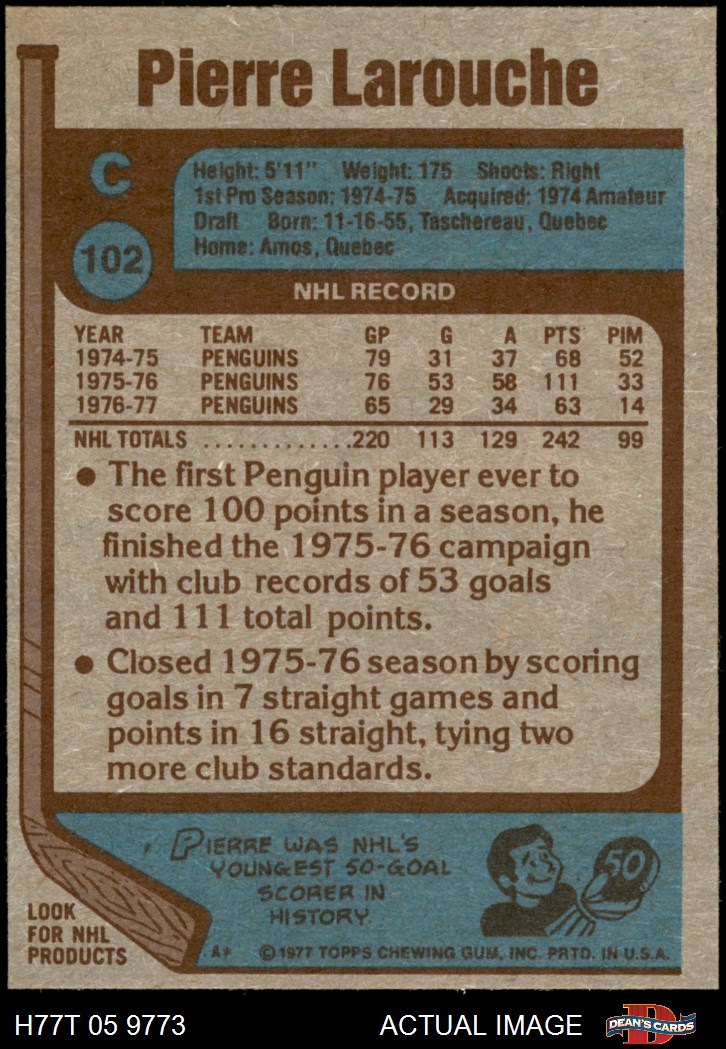 Pierre Larouche
C
102
Height: 5'11" Weight: 175 Shoots: Right
1st Pro Season: 1974-75 Acquired: 1974 Amateur
Draft Born: 11-16-55, Taschereau, Quebec
Home: Amos, Quebec
NHL RECORD
YEAR TEAM GP G A PTS PIM
1974-75 PENGUINS 79 31 37 68 52
1975-76 PENGUINS 76 53 58 111 33
1976-77 PENGUINS 65 29 34 63 14
NHL TOTALS ..............220 113 129 242 99
● The first Penguin player ever to
score 100 points in a season, he
finished the 1975-76 campaign
with club records of 53 goals
and 111 total points.
● Closed 1975-76 season by scoring
goals in 7 straight games and
points in 16 straight, tying two
more club standards.
PIERRE WAS NHL'S
YOUNGEST 50-GOAL
SCORER IN
HISTORY.
50
LOOK
FOR NHL
PRODUCTS
A* ©1977 TOPPS CHEWING GUM, INC. PRTD. IN U.S.A.
H77T 05 9773 ACTUAL IMAGE
D
DEAN'S CARDS